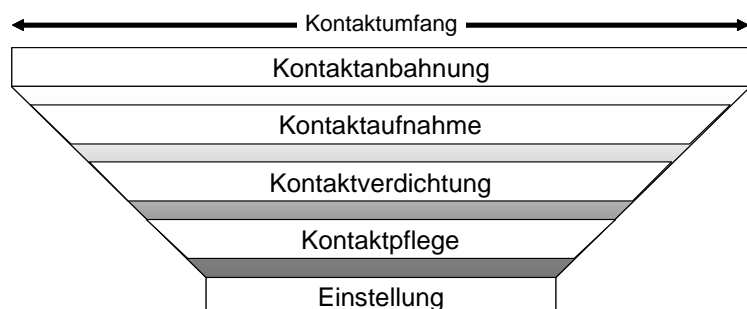 Kontaktumfang
Kontaktanbahnung
Kontaktaufnahme
Kontaktverdichtung
Kontaktpflege
Einstellung